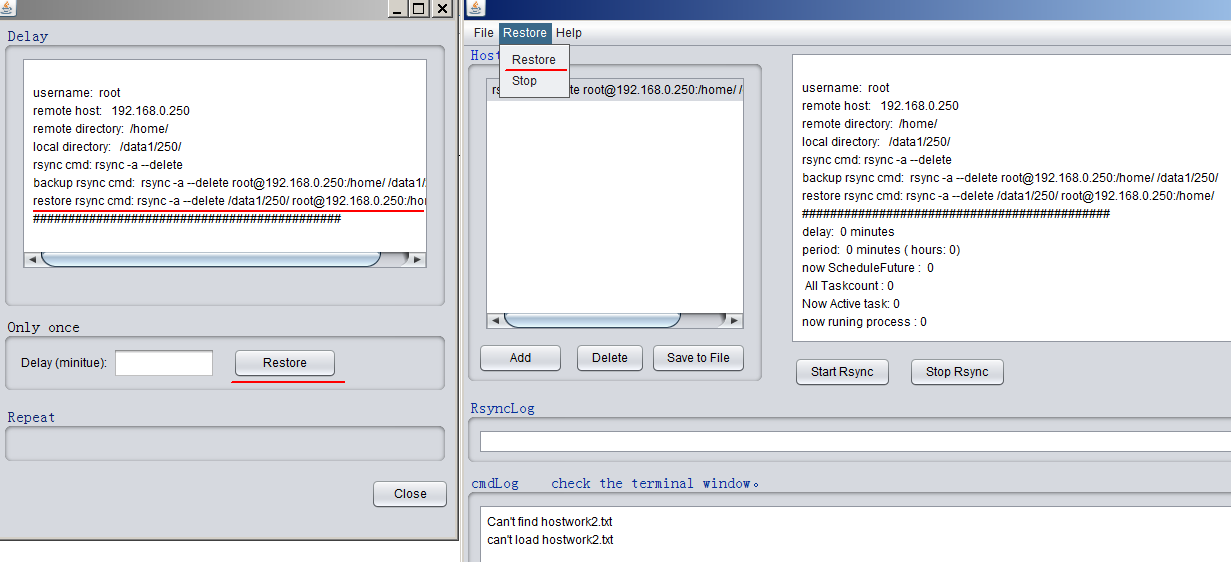 Delay
username:  root
remote host:   192.168.0.250
remote directory:  /home/
local directory:   /data1/250/
rsync cmd: rsync -a --delete
backup rsync cmd:  rsync -a --delete root@192.168.0.250:/home/ /data1/
restore rsync cmd: rsync -a --delete /data1/250/ root@192.168.0.250:/ho
############################################
Only once
Delay (minitue):
Restore
Repeat
Close
File Restore Help
Restore
Stop
Host
rs te root@192.168.0.250:/home/ /
Add Delete Save to File
username:  root
remote host:   192.168.0.250
remote directory:  /home/
local directory:   /data1/250/
rsync cmd: rsync -a --delete
backup rsync cmd:  rsync -a --delete root@192.168.0.250:/home/ /data1/250/
restore rsync cmd: rsync -a --delete /data1/250/ root@192.168.0.250:/home/
############################################
delay:  0 minutes
period:  0 minutes ( hours: 0)
now ScheduleFuture :  0
All Taskcount : 0
Now Active task: 0
now runing process : 0
Start Rsync Stop Rsync
RsyncLog
cmdLog    check the terminal window。
Can't find hostwork2.txt
can't load hostwork2.txt